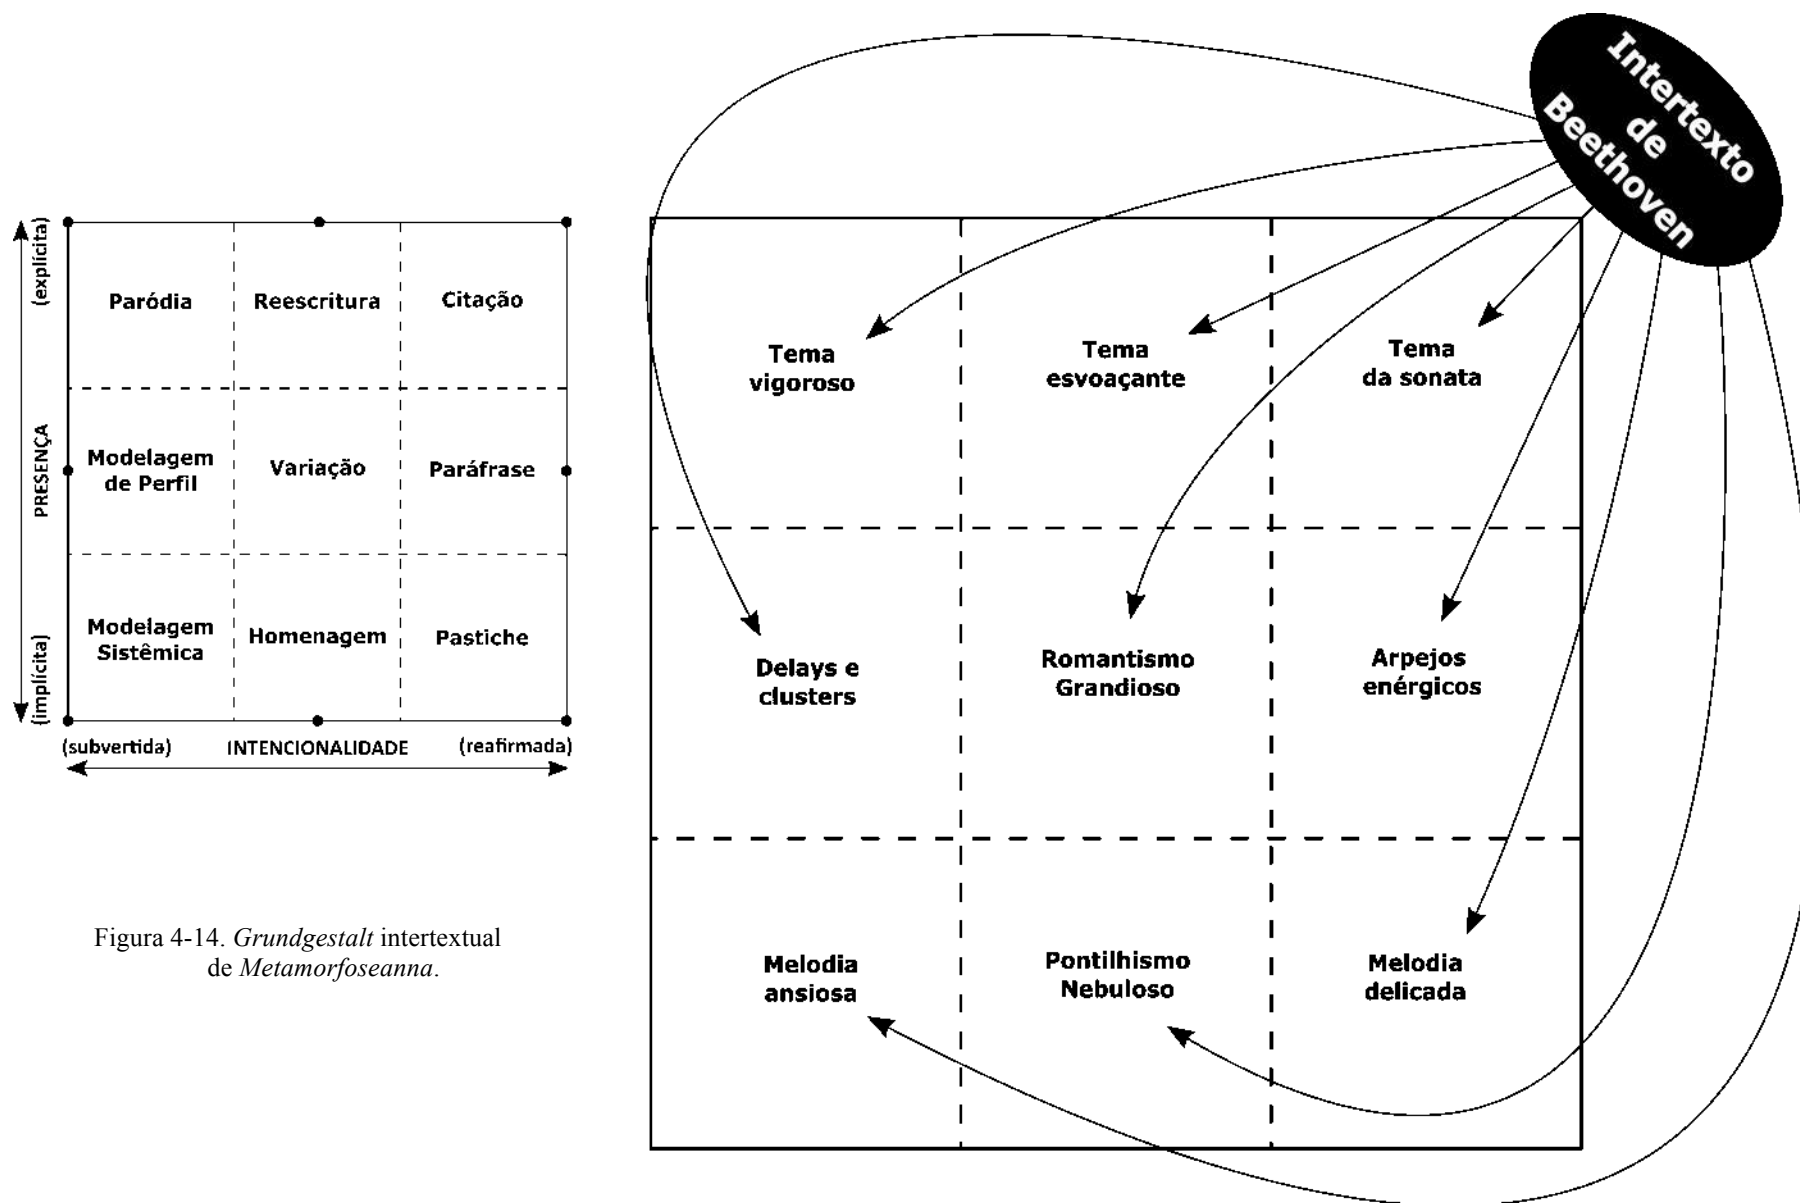 Intertexto
de
Beethoven
(explícita)
PRESENÇA
(implícita)
Paródia
Reescritura
Citação
Modelagem
de Perfil
Variação
Paráfrase
Modelagem
Sistêmica
Homenagem
Pastiche
(subvertida)
INTENCIONALIDADE
(reafirmada)
Figura 4-14. Grundgestalt intertextual
de Metamorfoseanna.
Tema
vigoroso
Tema
esvoaçante
Tema
da sonata
Delays e
clusters
Romantismo
Grandioso
Arpejos
enérgicos
Melodia
ansiosa
Pontilhismo
Nebuloso
Melodia
delicada